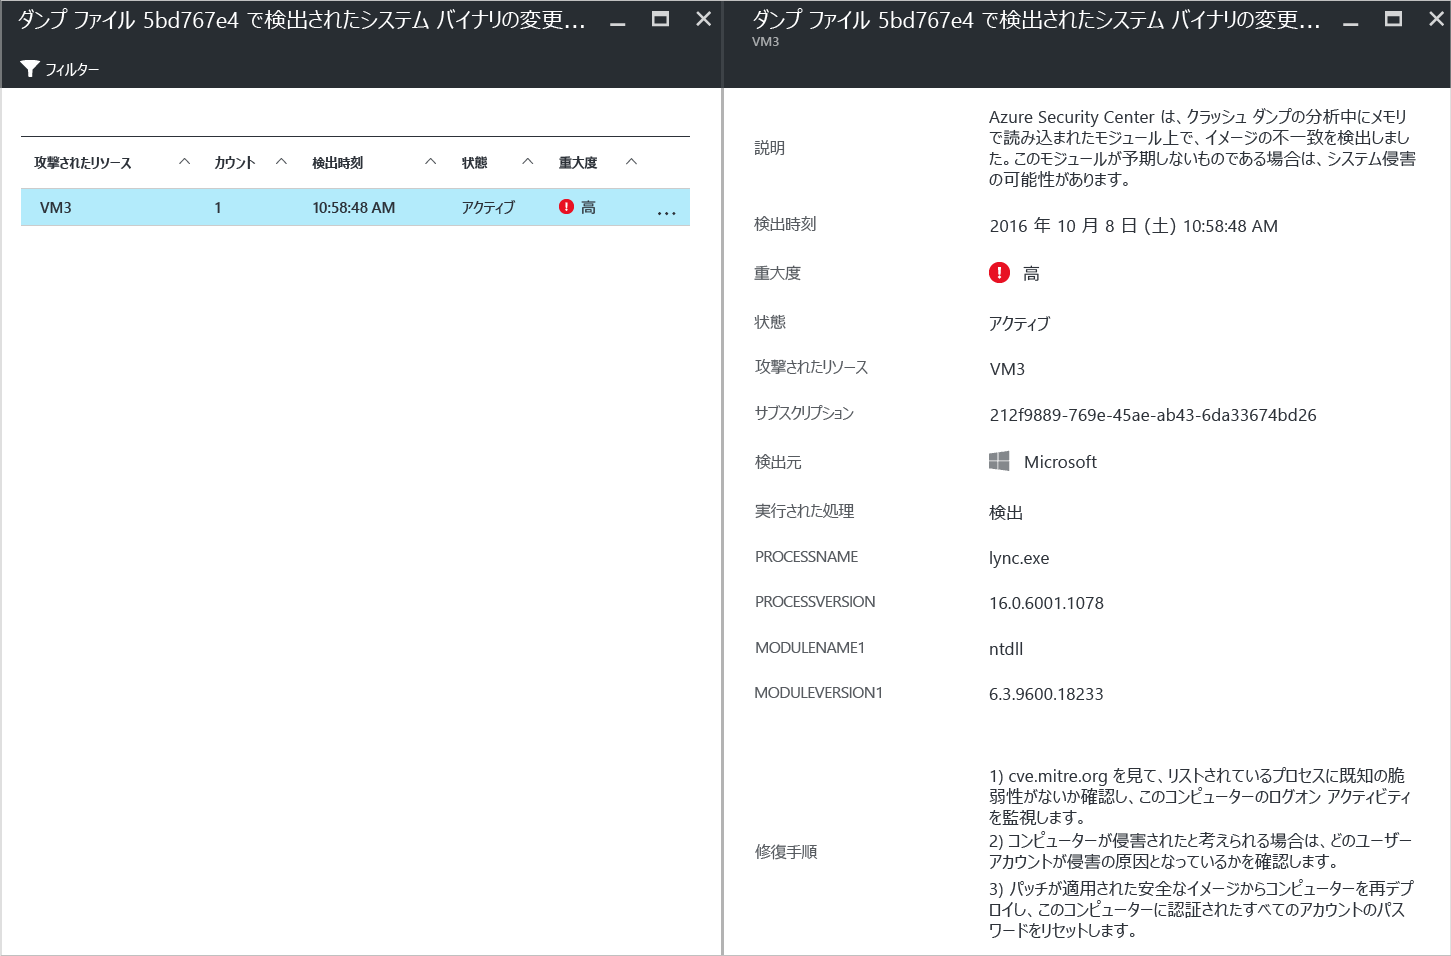 ダンプ ファイル 5bd767e4 で検出されたシステム バイナリの変更...
フィルター
攻撃されたリソース カウント 検出時刻 状態 重大度
VM3 1 10:58:48 AM アクティブ 高 ...
ダンプ ファイル 5bd767e4 で検出されたシステム バイナリの変更...
VM3
説明
Azure Security Center は、クラッシュ ダンプの分析中にメモリ
で読み込まれたモジュール上で、イメージの不一致を検出しまし
た。このモジュールが予期しないものである場合は、システム侵害
の可能性があります。
検出時刻 2016 年 10 月 8 日 (土) 10:58:48 AM
重大度 高
状態 アクティブ
攻撃されたリソース VM3
サブスクリプション 212f9889-769e-45ae-ab43-6da33674bd26
検出元 Microsoft
実行された処理 検出
PROCESSNAME lync.exe
PROCESSVERSION 16.0.6001.1078
MODULENAME1 ntdll
MODULEVERSION1 6.3.9600.18233
修復手順
1) cve.mitre.org を見て、リストされているプロセスに既知の脆
弱性がないか確認し、このコンピューターのログオン アクティビティ
を監視します。
2) コンピューターが侵害されたと考えられる場合は、どのユーザー
アカウントが侵害の原因となっているかを確認します。
3) パッチが適用された安全なイメージからコンピューターを再デプ
ロイし、このコンピューターに認証されたすべてのアカウントのパス
ワードをリセットします。